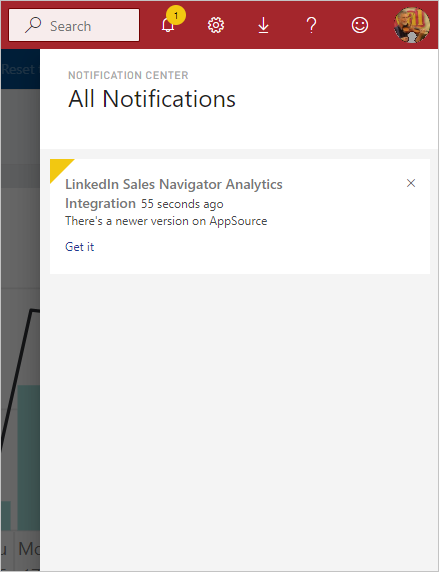 Search
1
Reset
NOTIFICATION CENTER
All Notifications
LinkedIn Sales Navigator Analytics
Integration 55 seconds ago
There's a newer version on AppSource
Get it
u Mo